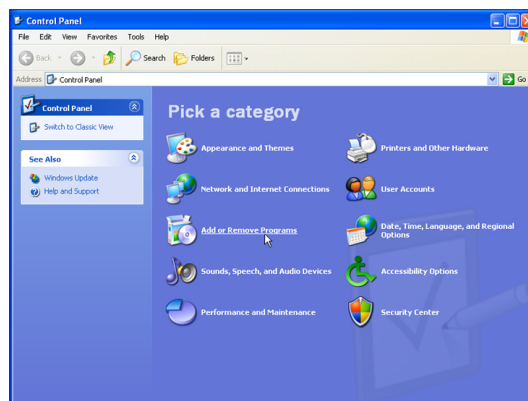 Control Panel
File Edit View Favorites Tools Help
Back Search Folders
Address Control Panel Go
Control Panel
Switch to Classic View
See Also
Windows Update
Help and Support
Pick a category
Appearance and Themes
Printers and Other Hardware
Network and Internet Connections
User Accounts
Add or Remove Programs
Date, Time, Language, and Regional
Options
Sounds, Speech, and Audio Devices
Accessibility Options
Performance and Maintenance
Security Center